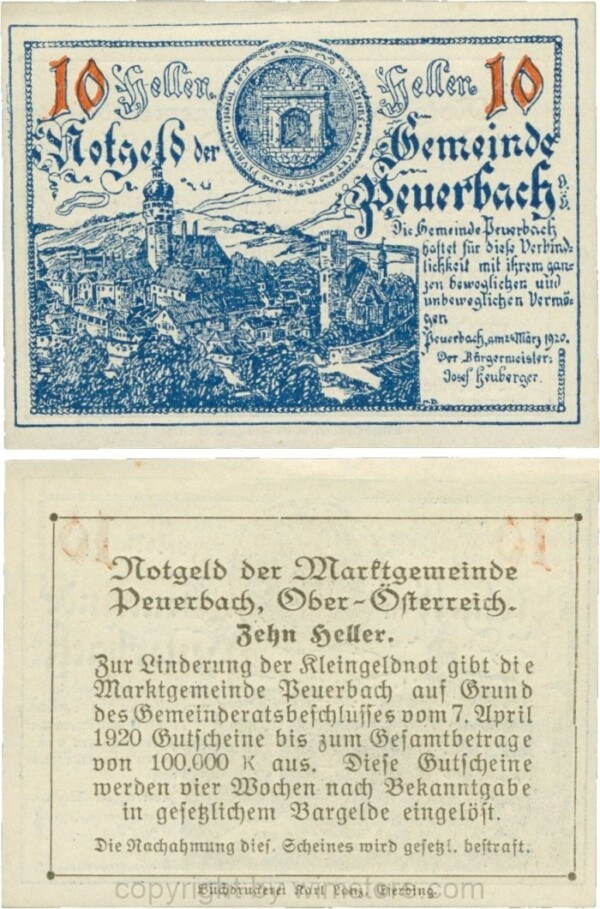 10 Heller. Heller. 10
Notgeld der Gemeinde
Peuerbach O.Ö.
Die Gemeinde Peuerbach
haftet für diese Verbind-
lichkeit mit ihrem gan-
zen beweglichen und
unbeweglichen Vermö-
gen
Peuerbach, am 24 März 1920.
Der Bürgermeister:
Josef Heuberger.
Notgeld der Marktgemeinde
Peuerbach, Ober-Österreich.
Zehn Heller.
Zur Linderung der Kleingeldnot gibt die
Marktgemeinde Peuerbach auf Grund
des Gemeinderatsbeschlusses vom 7. April
1920 Gutscheine bis zum Gesamtbetrage
von 100.000 K aus. Diese Gutscheine
werden vier Wochen nach Bekanntgabe
in gesetzlichem Bargelde eingelöst.
Die Nachahmung dies. Scheines wird gesetzl. bestraft.
Buchdruckerei Karl
copyright by